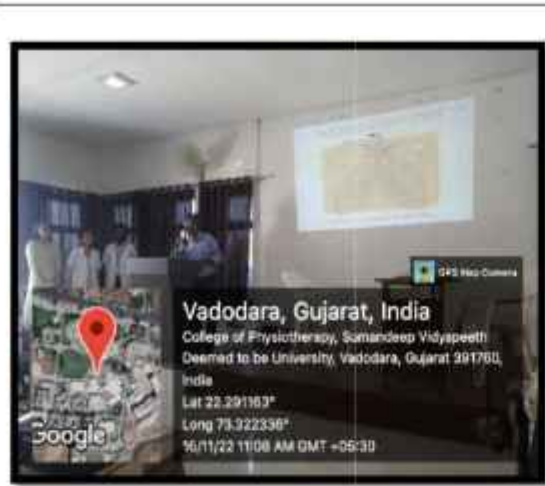 GPS Map Camera
Vadodara, Gujarat, India
College of Physiotherapy, Sumandeep Vidyapeeth
Deemed to be University, Vadodara, Gujarat 391760,
India
Lat 22.291163°
Long 73.322336°
16/11/22 11:08 AM GMT +05:30
Google